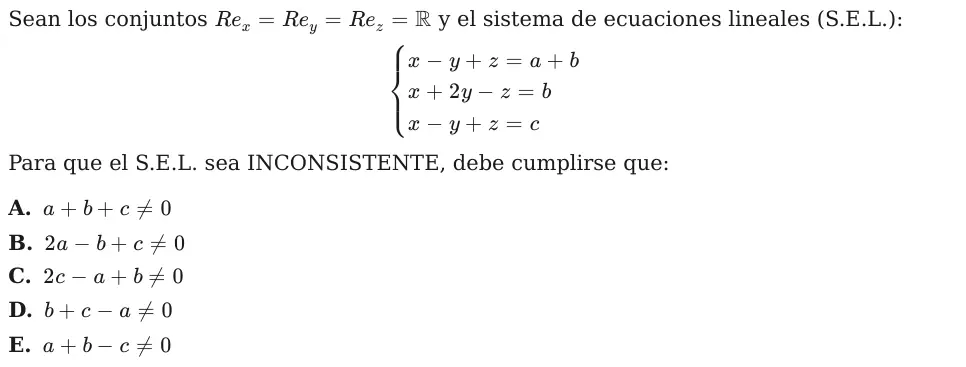 Sean los conjuntos Re_x = Re_y = Re_z = ℝ y el sistema de ecuaciones lineales (S.E.L.):
x − y + z = a + b
x + 2y − z = b
x − y + z = c
Para que el S.E.L. sea INCONSISTENTE, debe cumplirse que:
A. a + b + c ≠ 0
B. 2a − b + c ≠ 0
C. 2c − a + b ≠ 0
D. b + c − a ≠ 0
E. a + b − c ≠ 0